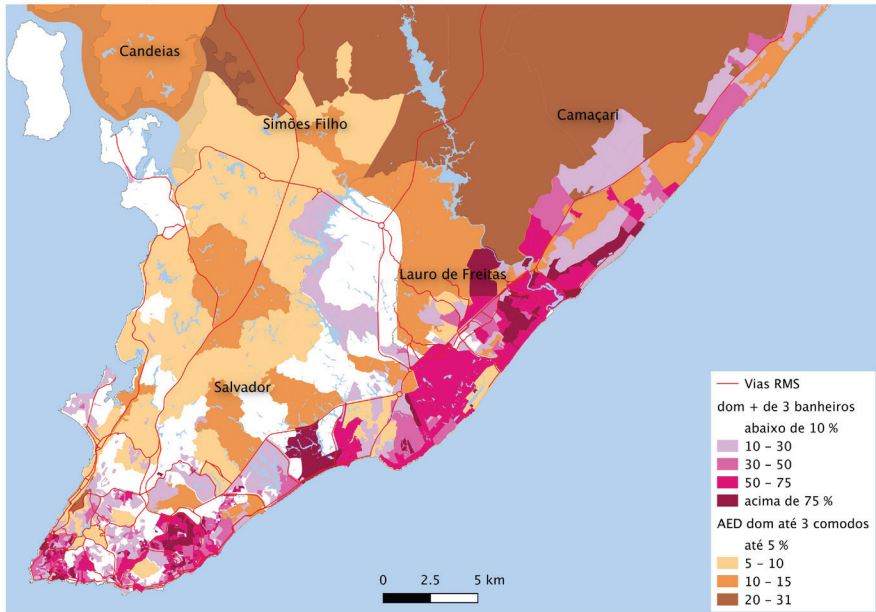 Candeias
Simões Filho
Camaçari
Lauro de Freitas
Salvador
Vias RMS
dom + de 3 banheiros
abaixo de 10 %
10 – 30
30 – 50
50 – 75
acima de 75 %
AED dom até 3 comodos
até 5 %
5 – 10
10 – 15
20 – 31
0 2.5 5 km